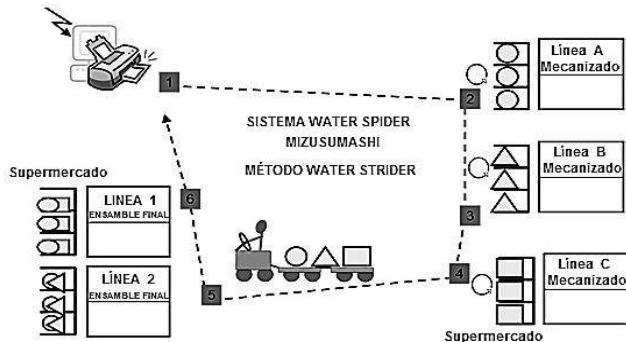 1
Línea A
Mecanizado
2
SISTEMA WATER SPIDER
MIZUSUMASHI
MÉTODO WATER STRIDER
Línea B
Mecanizado
3
Supermercado
LINEA 1
ENSAMBLE FINAL
6
LÍNEA 2
ENSAMBLE FINAL
5
4
Línea C
Mecanizado
Supermercado